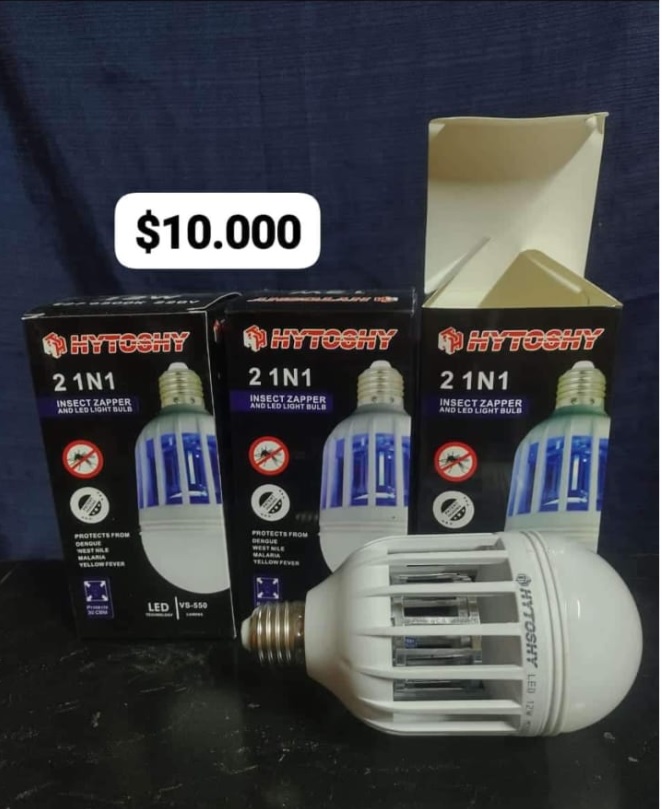 $10.000
HYTOSHY
2 1N1
INSECT ZAPPER
AND LED LIGHT BULB
PROTECTS FROM
DENGUE
WEST NILE
MALARIA
YELLOW FEVER
LED
TECHNOLOGY
VS-550
HYTOSHY
2 1N1
INSECT ZAPPER
AND LED LIGHT BULB
PROTECTS FROM
DENGUE
WEST NILE
MALARIA
YELLOW FEVER
HYTOSHY
2 1N1
INSECT ZAPPER
AND LED LIGHT BULB
HYTOSHY
LED 12W